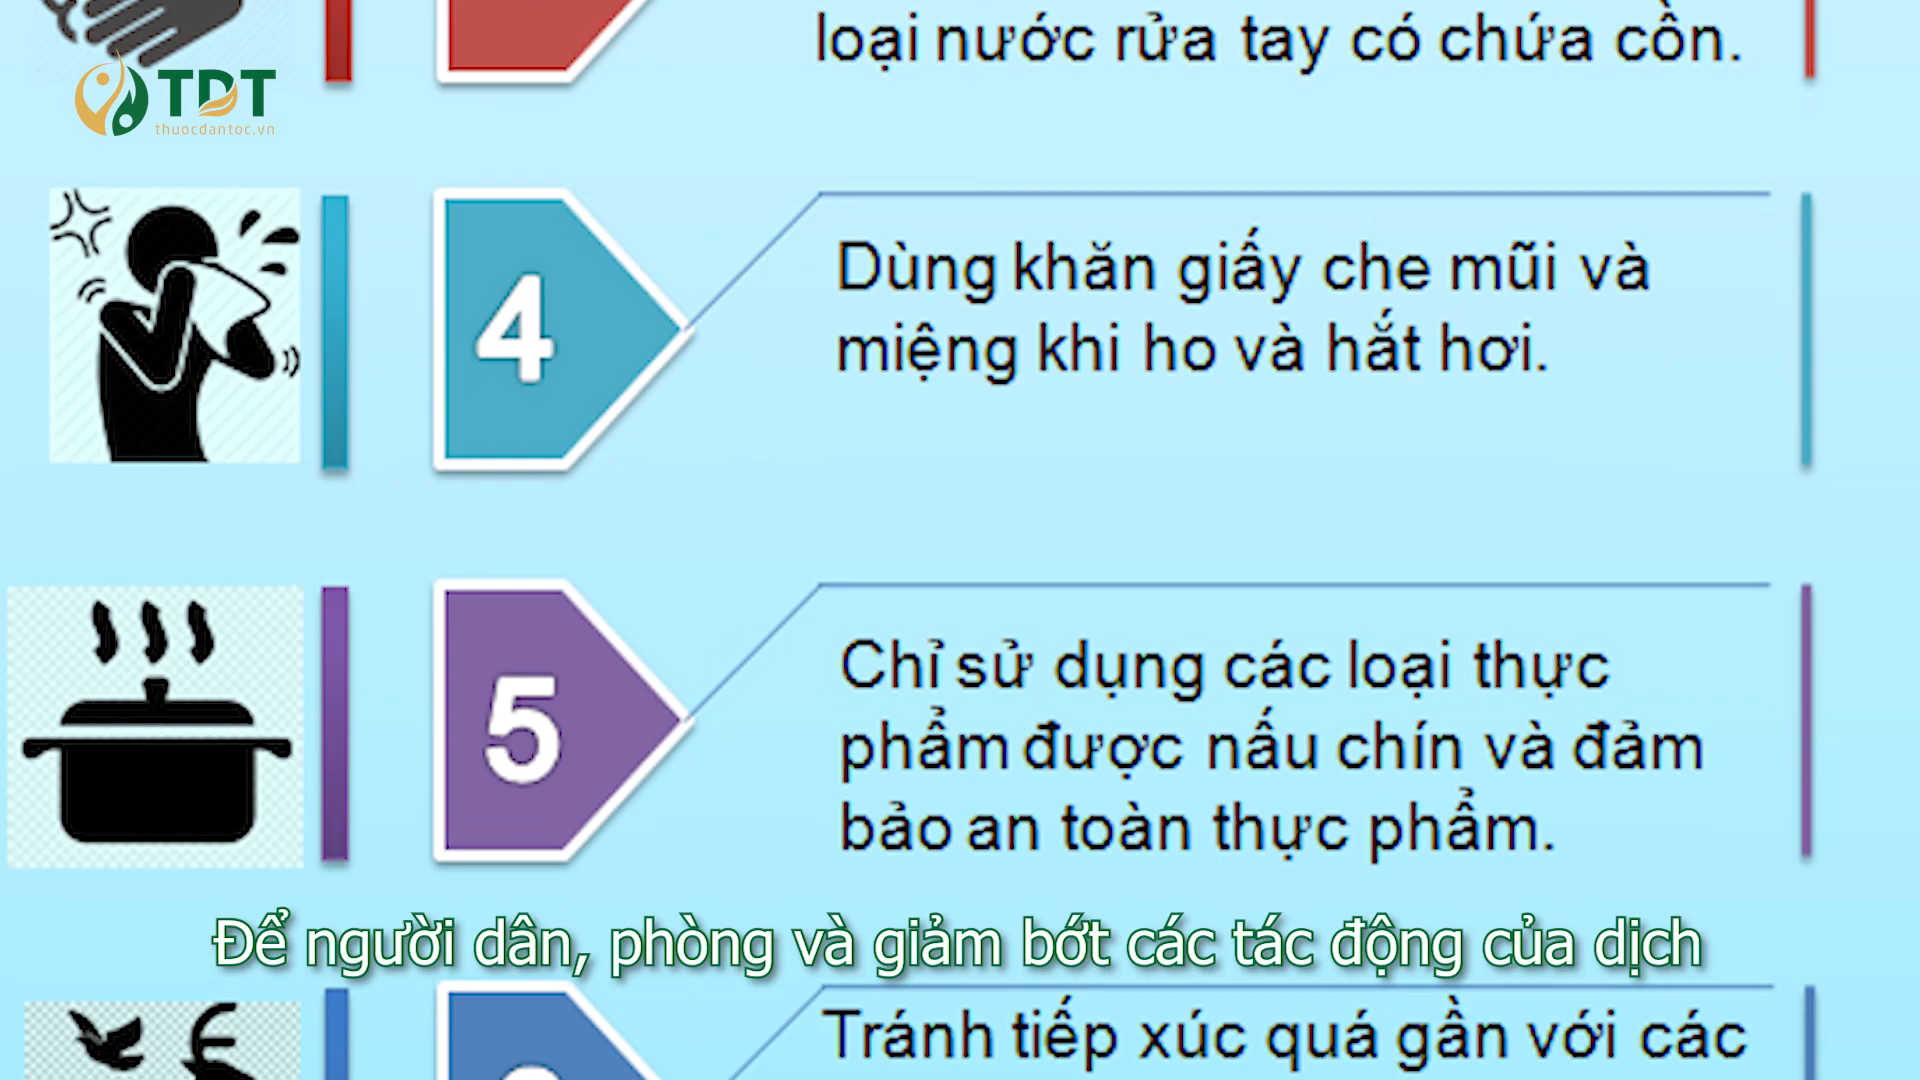 loại nước rửa tay có chứa cồn.
TDT
thuocdantoc.vn
4
Dùng khăn giấy che mũi và
miệng khi ho và hắt hơi.
5
Chỉ sử dụng các loại thực
phẩm được nấu chín và đảm
bảo an toàn thực phẩm.
Để người dân, phòng và giảm bớt các tác động của dịch
Tránh tiếp xúc quá gần với các